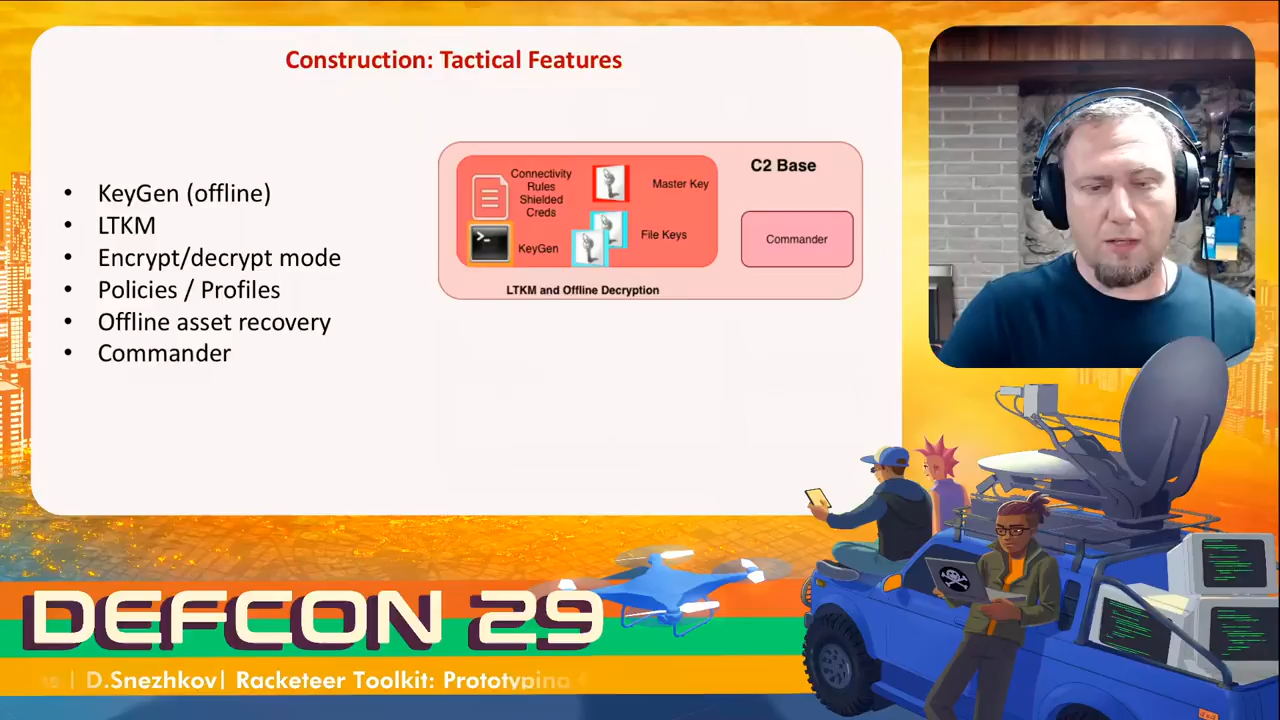 Construction: Tactical Features
• KeyGen (offline)
• LTKM
• Encrypt/decrypt mode
• Policies / Profiles
• Offline asset recovery
• Commander
Connectivity
Rules
Shielded
Creds
Master Key
KeyGen
File Keys
LTKM and Offline Decryption
C2 Base
Commander
DEFCON 29
| D.Snezhkov| Racketeer Toolkit: Prototyping